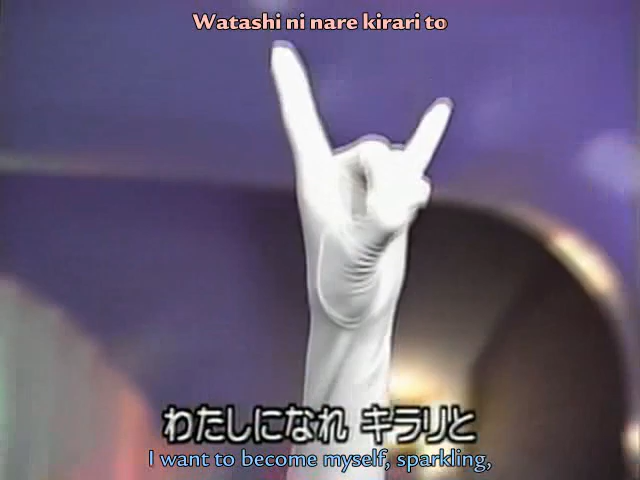 Watashi ni nare kirari to
わたしになれ キラリと
I want to become myself, sparkling,